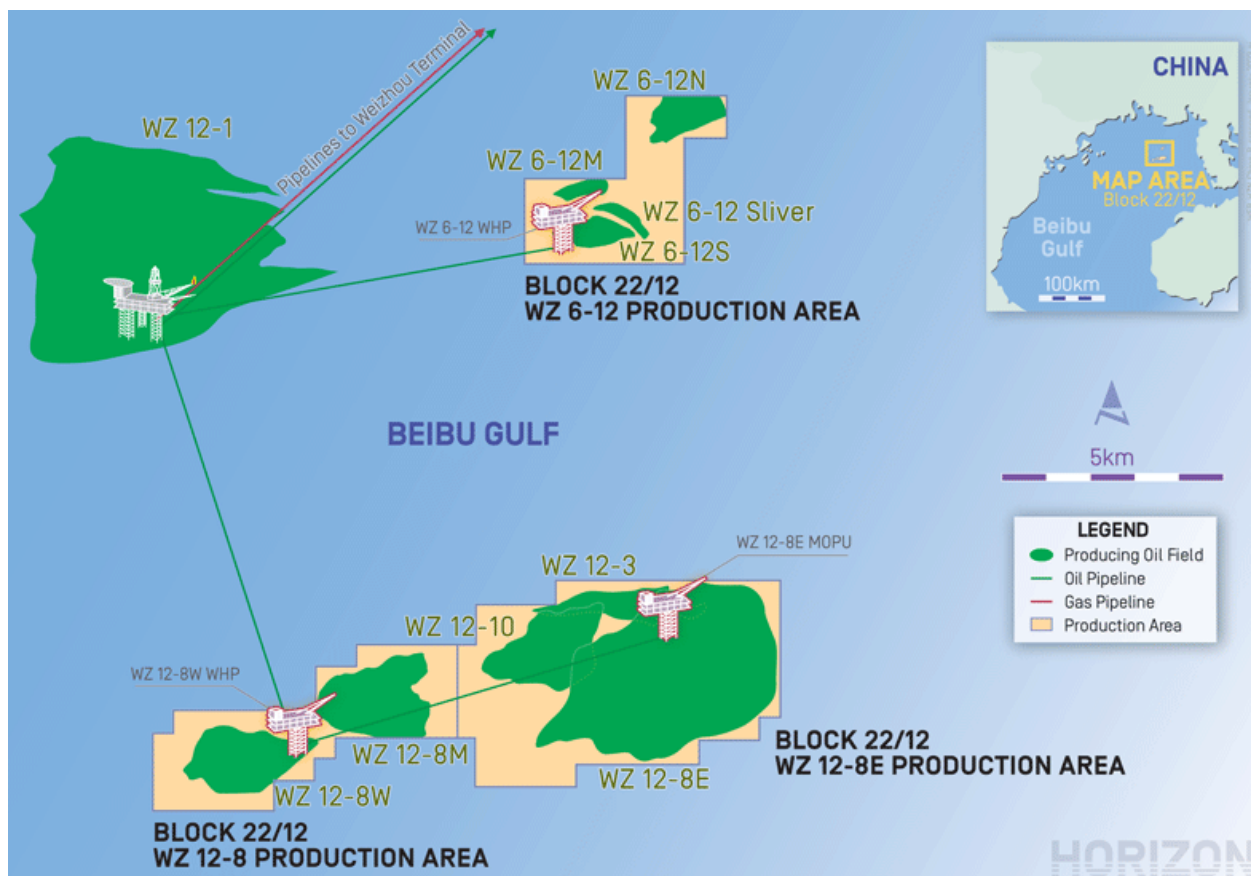 WZ 12-1
Pipelines to Weizhou Terminal
WZ 6-12N
WZ 6-12M
WZ 6-12 WHP
WZ 6-12 Sliver
WZ 6-12S
BLOCK 22/12
WZ 6-12 PRODUCTION AREA
CHINA
MAP AREA
Block 22/12
Beibu
Gulf
100km
BEIBU GULF
5km
LEGEND
Producing Oil Field
Oil Pipeline
Gas Pipeline
Production Area
WZ 12-8E MOPU
WZ 12-3
WZ 12-10
WZ 12-8W WHP
WZ 12-8M
WZ 12-8E
WZ 12-8W
BLOCK 22/12
WZ 12-8E PRODUCTION AREA
BLOCK 22/12
WZ 12-8 PRODUCTION AREA
HORIZON